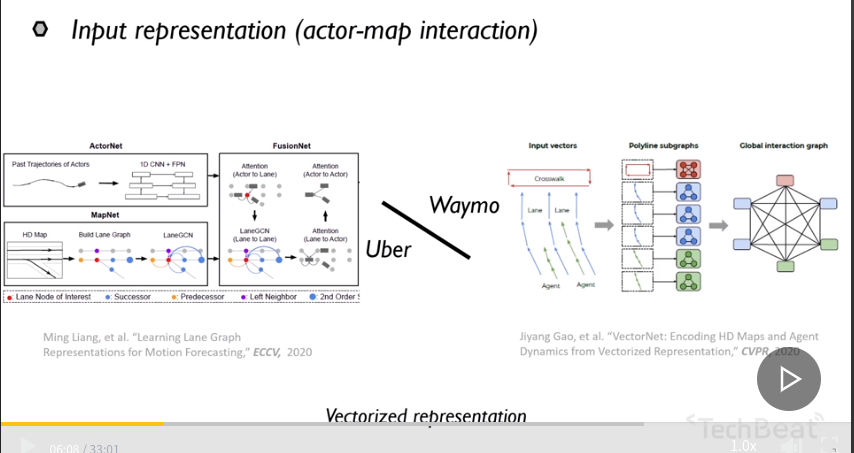 Input representation (actor-map interaction)
ActorNet
Past Trajectories of Actors
1D CNN + FPN
MapNet
HD Map
Build Lane Graph
LaneGCN
FusionNet
Attention
(Actor to Lane)
Attention
(Actor to Actor)
LaneGCN
(Lane to Lane)
Attention
(Lane to Actor)
: Lane Node of Interest
: Successor
: Predecessor
: Left Neighbor
: 2nd Order
Uber
Waymo
Input vectors
Crosswalk
Lane
Lane
Agent
Agent
Polyline subgraphs
Global interaction graph
Ming Liang, et al. “Learning Lane Graph
Representations for Motion Forecasting,” ECCV, 2020
Jiyang Gao, et al. “VectorNet: Encoding HD Maps and Agent
Dynamics from Vectorized Representation,” CVPR, 2020
Vectorized representation
TechBeat
06:08 / 33:01
1.0x